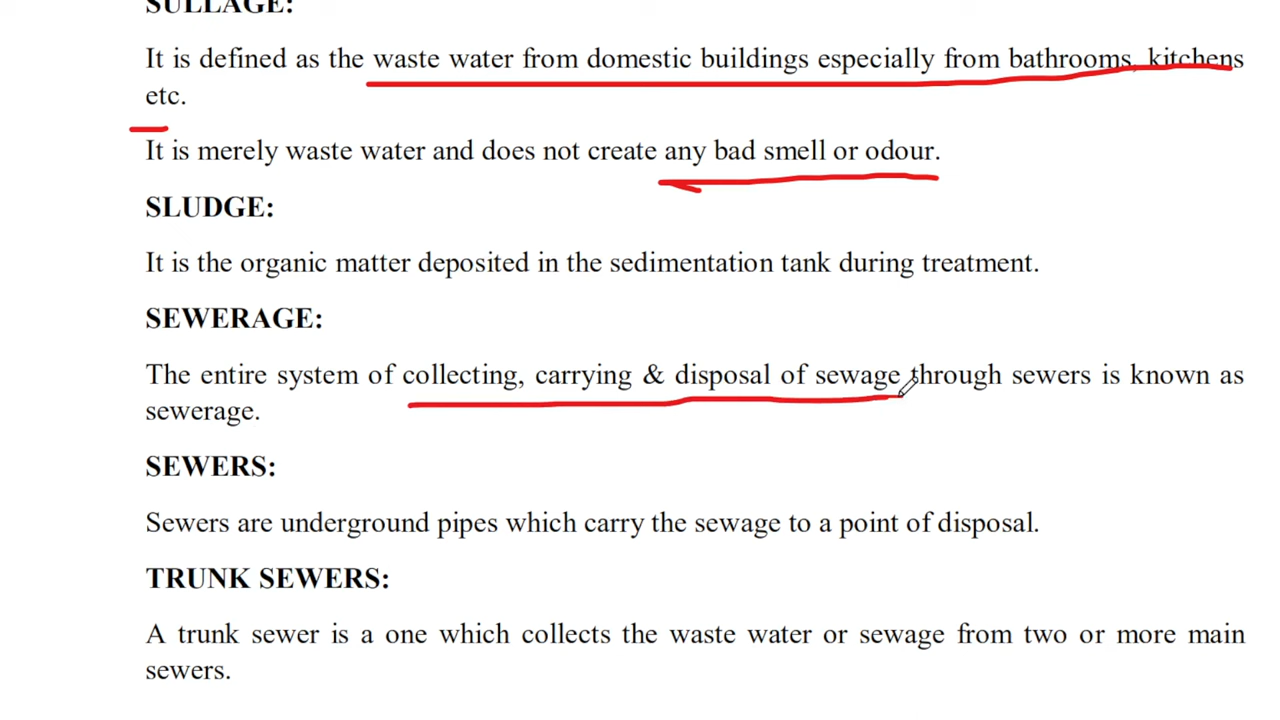 SULLAGE:
It is defined as the waste water from domestic buildings especially from bathrooms, kitchens
etc.
It is merely waste water and does not create any bad smell or odour.
SLUDGE:
It is the organic matter deposited in the sedimentation tank during treatment.
SEWERAGE:
The entire system of collecting, carrying & disposal of sewage through sewers is known as
sewerage.
SEWERS:
Sewers are underground pipes which carry the sewage to a point of disposal.
TRUNK SEWERS:
A trunk sewer is a one which collects the waste water or sewage from two or more main
sewers.